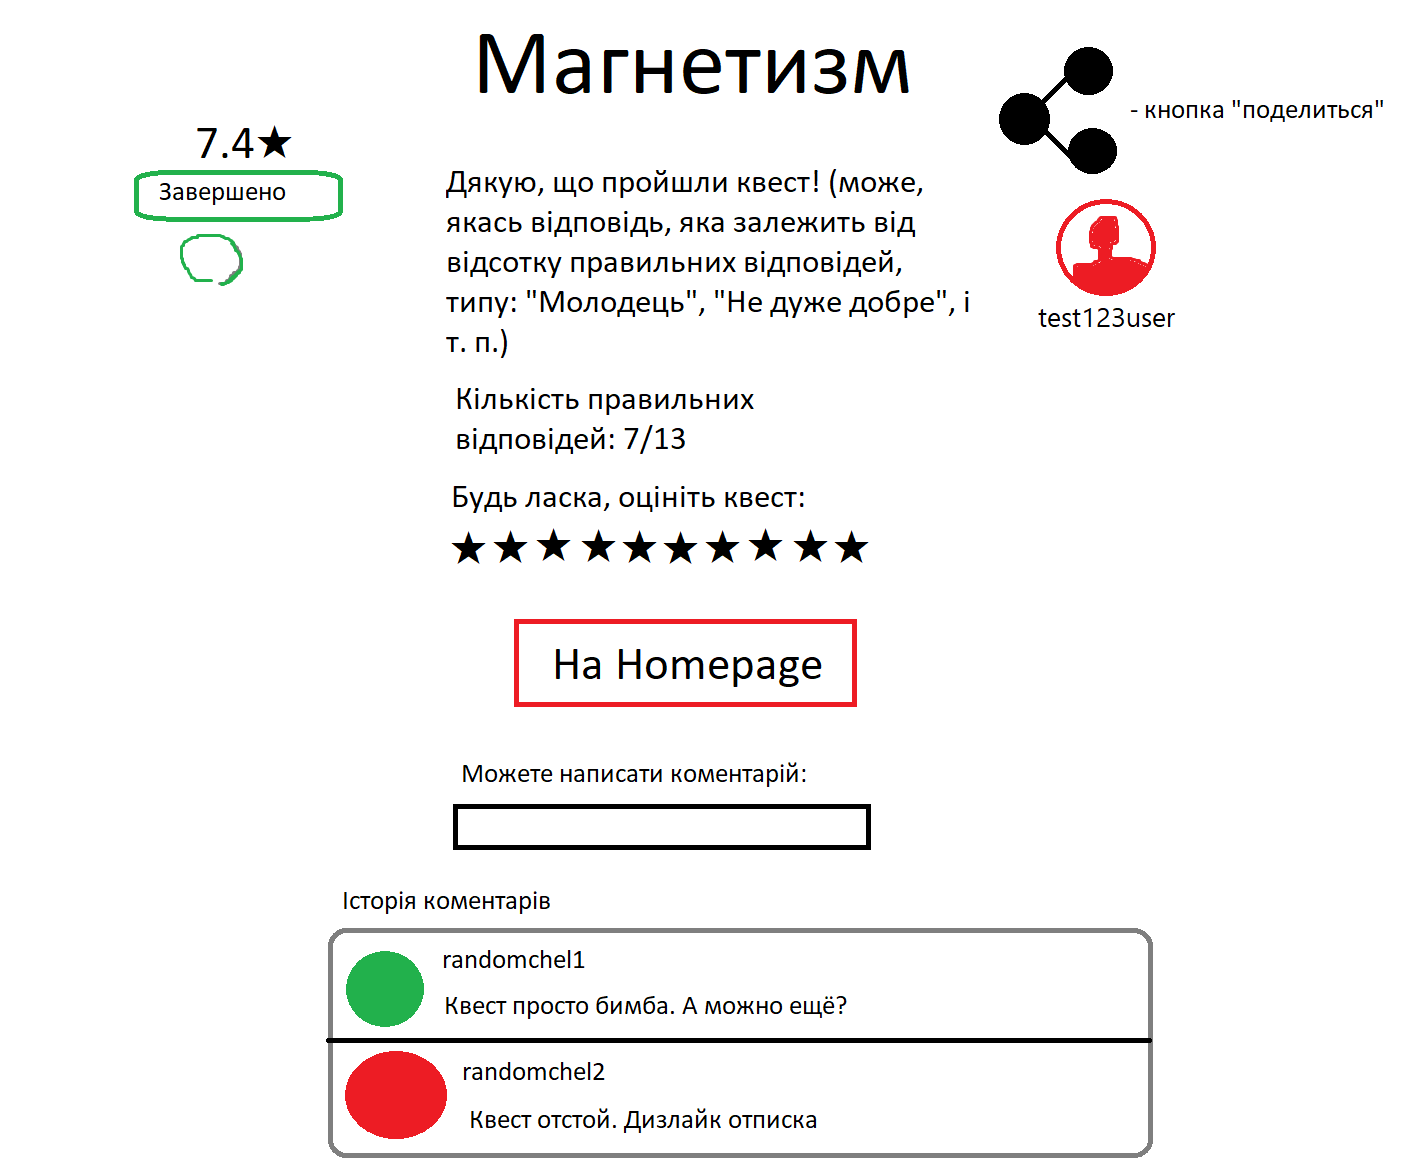 Магнетизм
- кнопка "поделиться"
7.4★
Завершено
Дякую, що пройшли квест! (може,
якась відповідь, яка залежить від
відсотку правильних відповідей,
типу: "Молодець", "Не дуже добре", і
т. п.)
test123user
Кількість правильних
відповідей: 7/13
Будь ласка, оцініть квест:
★★★★★★★★★★
На Homepage
Можете написати коментарій:
Історія коментарів
randomchel1
Квест просто бимба. А можно ещё?
randomchel2
Квест отстой. Дизлайк отписка